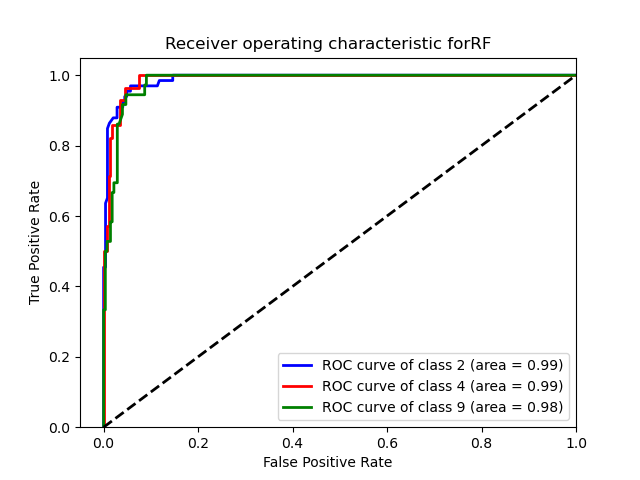 Receiver operating characteristic forRF
True Positive Rate
1.0
0.8
0.6
0.4
0.2
0.0
ROC curve of class 2 (area = 0.99)
ROC curve of class 4 (area = 0.99)
ROC curve of class 9 (area = 0.98)
0.0 0.2 0.4 0.6 0.8 1.0
False Positive Rate